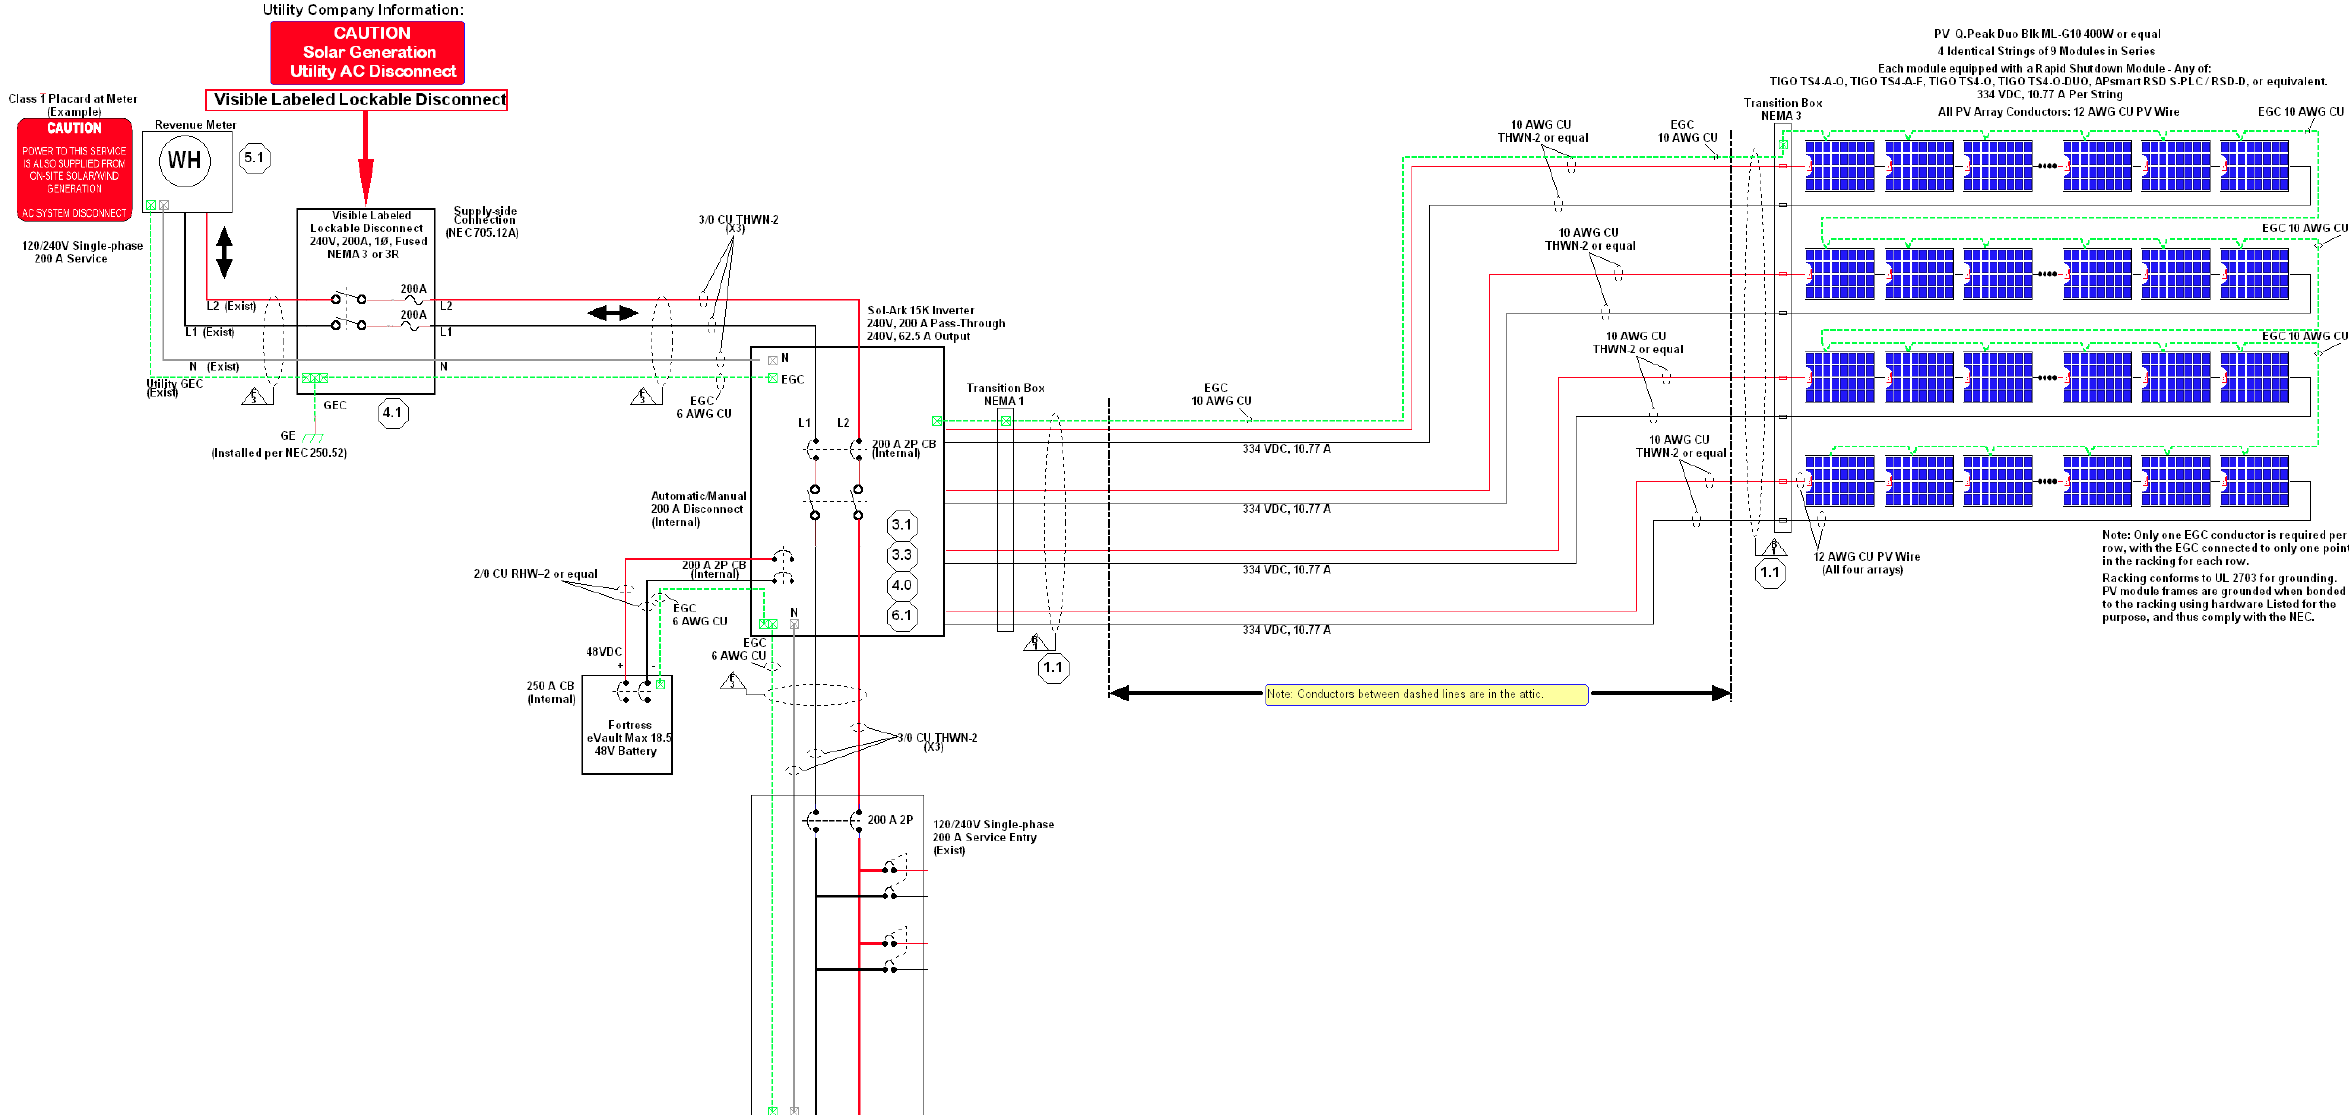 Utility Company Information:
CAUTION
Solar Generation
Utility AC Disconnect
Visible Labeled Lockable Disconnect
Class 1 Placard at Meter
(Example)
CAUTION
POWER TO THIS SERVICE
IS ALSO SUPPLIED FROM
ON-SITE SOLAR/WIND
GENERATION
AC SYSTEM DISCONNECT
Revenue Meter
WH
5.1
120/240V Single-phase
200 A Service
Visible Labeled
Lockable Disconnect
240V, 200A, 1Ø, Fused
NEMA 3 or 3R
Supply-side
Connection
(NEC 705.12A)
200A
200A
L2 (Exist)
L1 (Exist)
N (Exist)
Utility GEC
(Exist)
L2
L1
N
GEC
4.1
GE
(Installed per NEC 250.52)
3/0 CU THWN-2
(X3)
EGC
6 AWG CU
Sol-Ark 15K Inverter
240V, 200 A Pass-Through
240V, 62.5 A Output
N
EGC
L1
L2
200 A 2P CB
(Internal)
Automatic/Manual
200 A Disconnect
(Internal)
3.1
3.3
4.0
6.1
200 A 2P CB
(Internal)
N
2/0 CU RHW-2 or equal
EGC
6 AWG CU
EGC
6 AWG CU
48VDC
+
-
250 A CB
(Internal)
Fortress
eVault Max 18.5
48V Battery
3/0 CU THWN-2
(X3)
200 A 2P
120/240V Single-phase
200 A Service Entry
(Exist)
Transition Box
NEMA 1
1.1
EGC
10 AWG CU
334 VDC, 10.77 A
334 VDC, 10.77 A
334 VDC, 10.77 A
334 VDC, 10.77 A
Note: Conductors between dashed lines are in the attic.
10 AWG CU
THWN-2 or equal
EGC
10 AWG CU
10 AWG CU
THWN-2 or equal
10 AWG CU
THWN-2 or equal
10 AWG CU
THWN-2 or equal
Transition Box
NEMA 3
1.1
PV Q.Peak Duo Blk ML-G10 400W or equal
4 Identical Strings of 9 Modules in Series
Each module equipped with a Rapid Shutdown Module - Any of:
TIGO TS4-A-O, TIGO TS4-A-F, TIGO TS4-O, TIGO TS4-O-DUO, APsmart RSD S-PLC / RSD-D, or equivalent.
334 VDC, 10.77 A Per String
All PV Array Conductors: 12 AWG CU PV Wire
EGC 10 AWG CU
EGC 10 AWG CU
EGC 10 AWG CU
12 AWG CU PV Wire
(All four arrays)
Note: Only one EGC conductor is required per
row, with the EGC connected to only one point
in the racking for each row.
Racking conforms to UL 2703 for grounding.
PV module frames are grounded when bonded
to the racking using hardware Listed for the
purpose, and thus comply with the NEC.